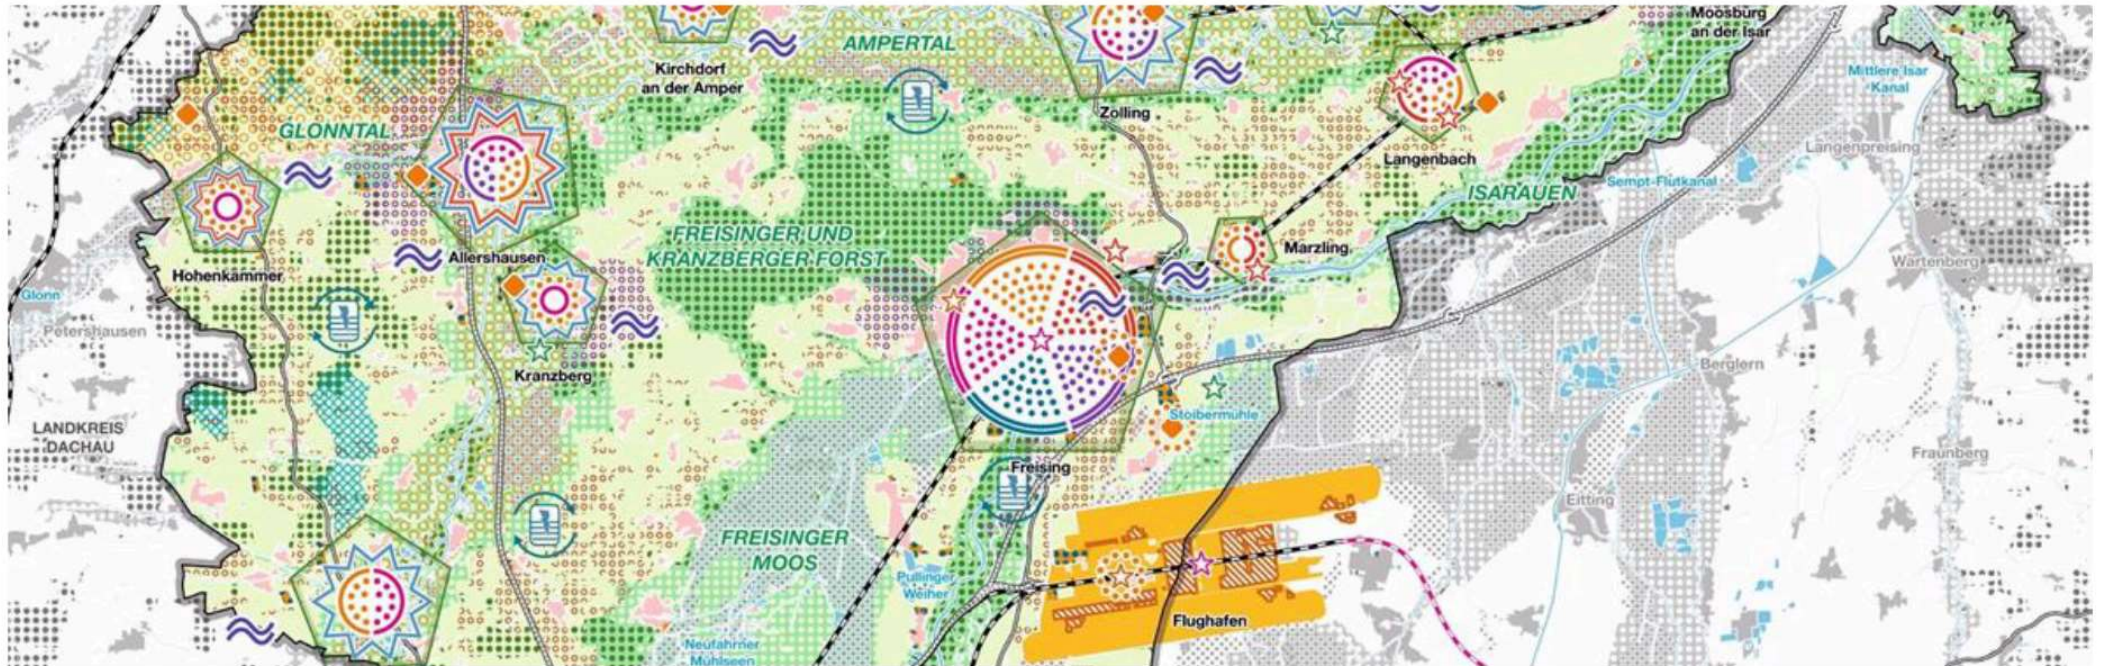 Moosburg
an der Isar
AMPERTAL
Kirchdorf
an der Amper
Mittlere Isar
Kanal
Zolling
GLONNTAL
Langenpreising
Langenbach
Sempt-Flutkanal
ISARAUEN
FREISINGER UND
KRANZBERGER FORST
Marzling
Allershausen
Wartenberg
Hohenkammer
Glonn
Petershausen
Berglern
Kranzberg
Stoibermühle
LANDKREIS
DACHAU
Fraunberg
Freising
Eitting
FREISINGER
MOOS
Pullinger
Weiher
Flughafen
Neufahrner
Mühlseen